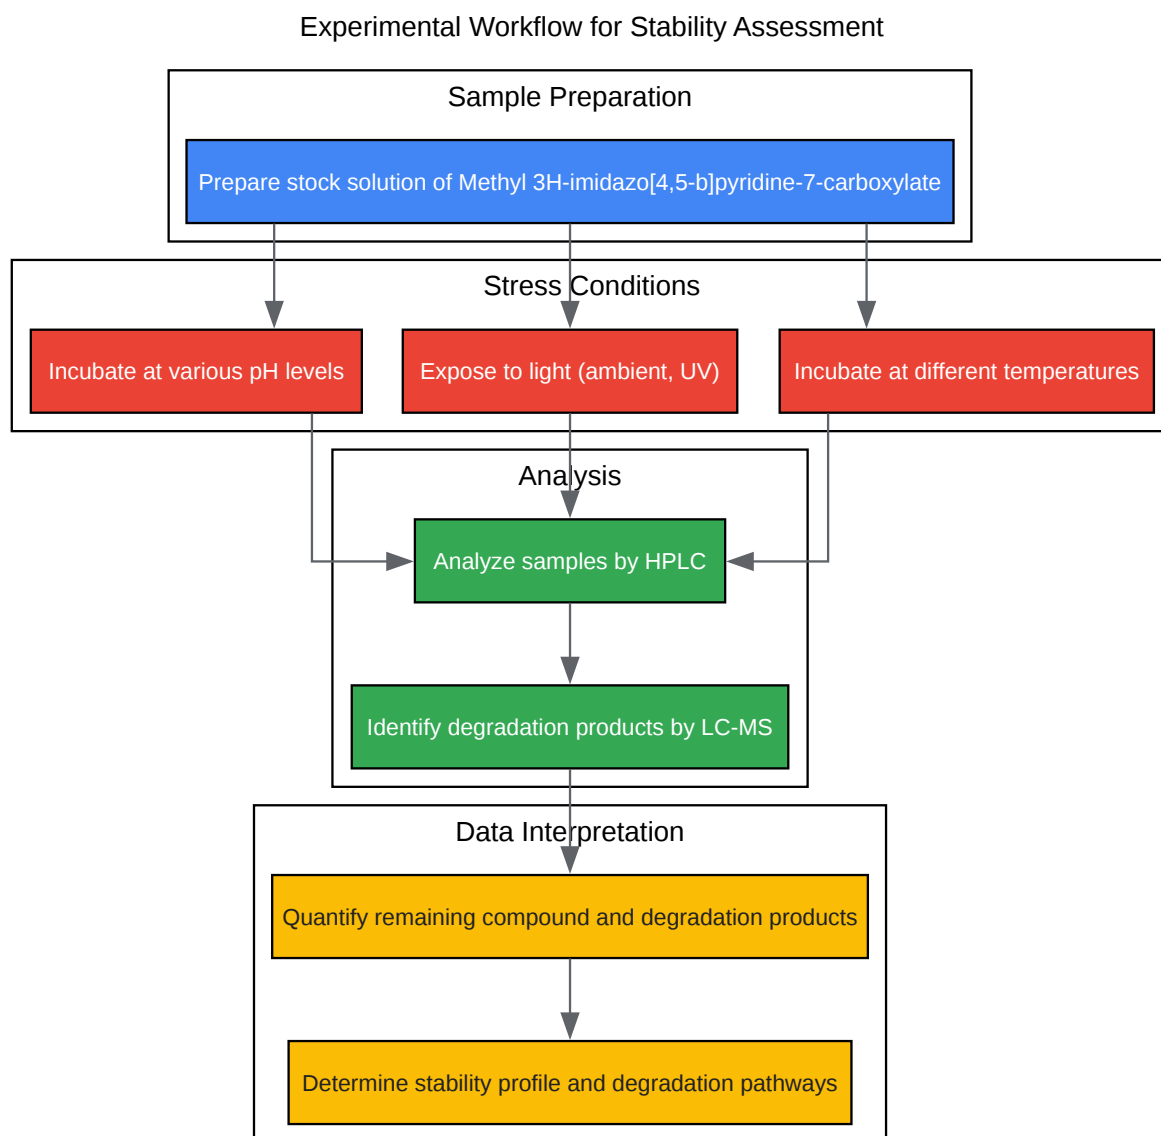 Experimental Workflow for Stability Assessment
Sample Preparation
Prepare stock solution of Methyl 3H-imidazo[4,5-b]pyridine-7-carboxylate
Stress Conditions
Incubate at various pH levels
Expose to light (ambient, UV)
Incubate at different temperatures
Analysis
Analyze samples by HPLC
Identify degradation products by LC-MS
Data Interpretation
Quantify remaining compound and degradation products
Determine stability profile and degradation pathways